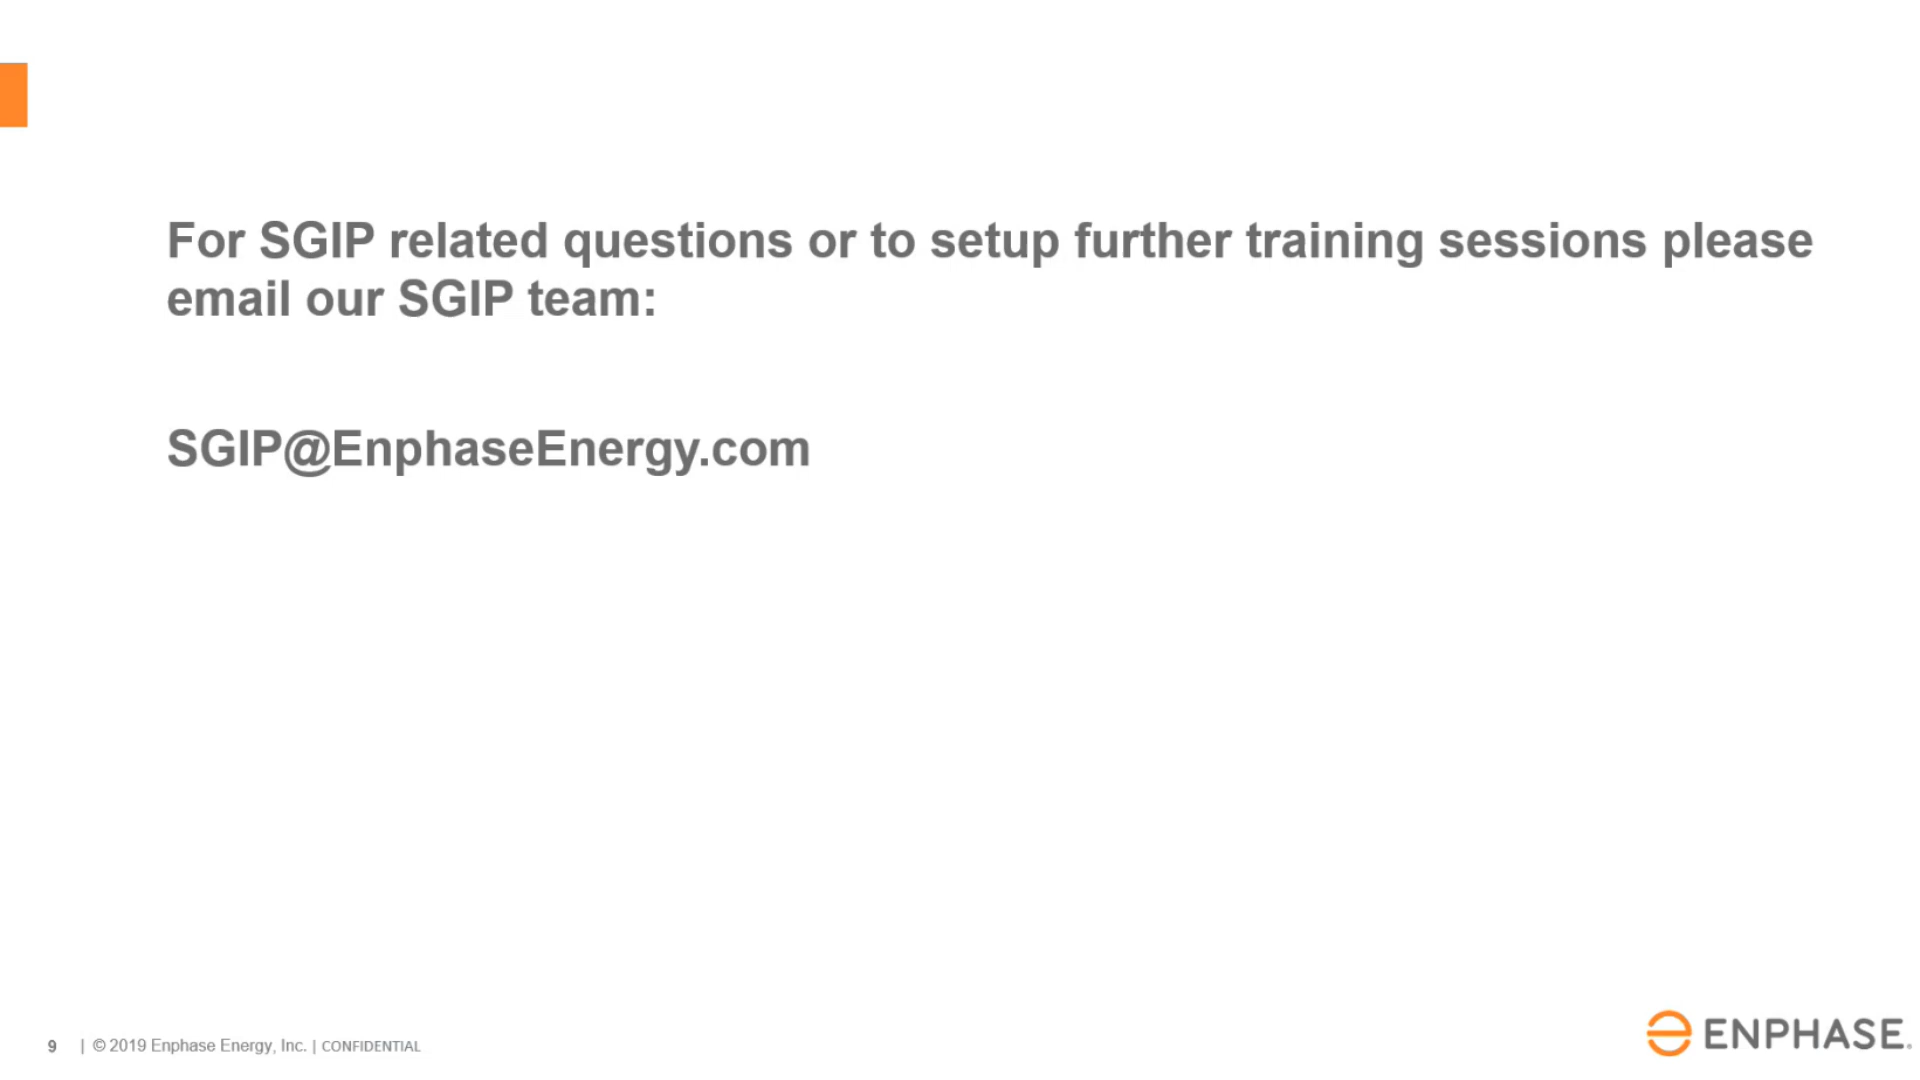 For SGIP related questions or to setup further training sessions please
email our SGIP team:
SGIP@EnphaseEnergy.com
9 | © 2019 Enphase Energy, Inc. | CONFIDENTIAL
ENPHASE.